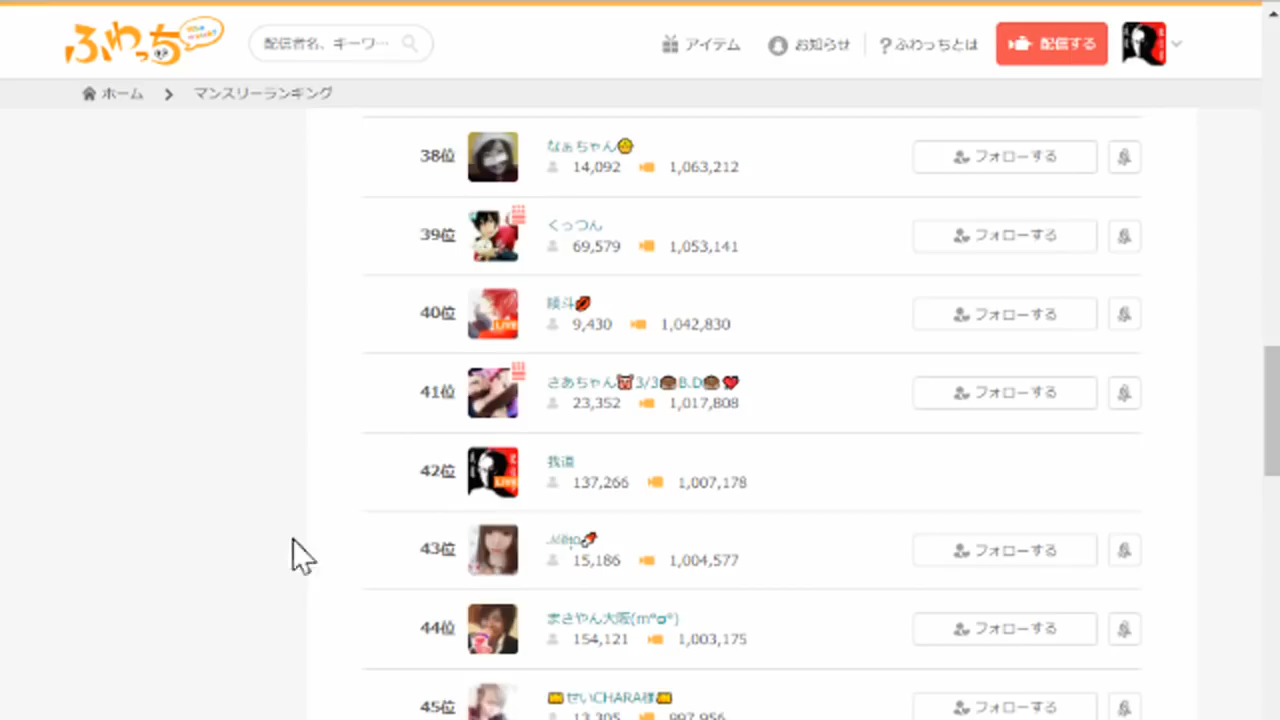 ふわっち
配信者名、キーワ…
アイテム
お知らせ
?ふわっちとは
配信する
ホーム > マンスリーランキング
38位
なぁちゃん
14,092 1,063,212
フォローする
39位
くっつん
69,579 1,053,141
フォローする
40位
LIVE
陵斗💋
9,430 1,042,830
フォローする
41位
さあちゃん 3/3 B.D ❤
23,352 1,017,808
フォローする
42位
LIVE
我道
137,266 1,007,178
43位
15,186 1,004,577
フォローする
44位
まさやん大阪(m°σ°)
154,121 1,003,175
フォローする
45位
せいCHARA様
13,305 997,956
フォローする